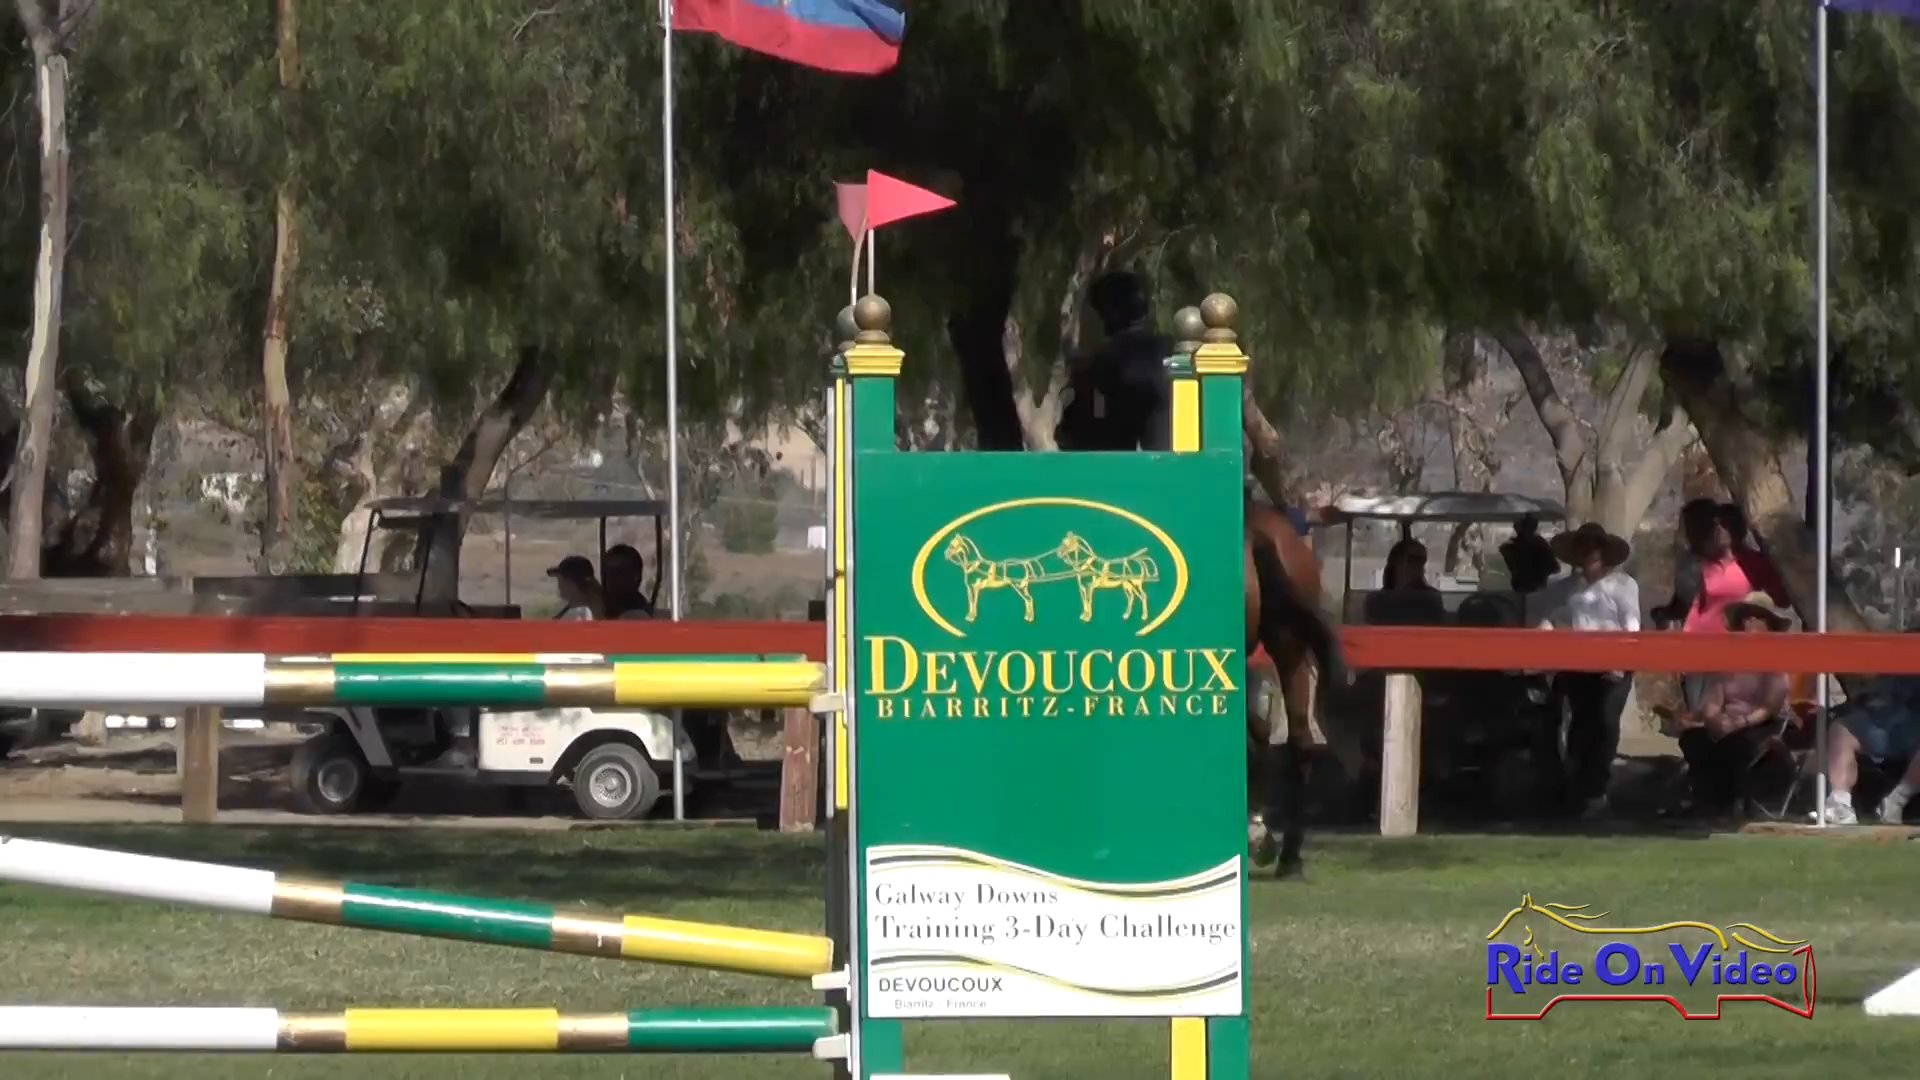 DEVOUCOUX
BIARRITZ-FRANCE
Galway Downs
Training 3-Day Challenge
DEVOUCOUX
Biarritz - France
Ride On Video